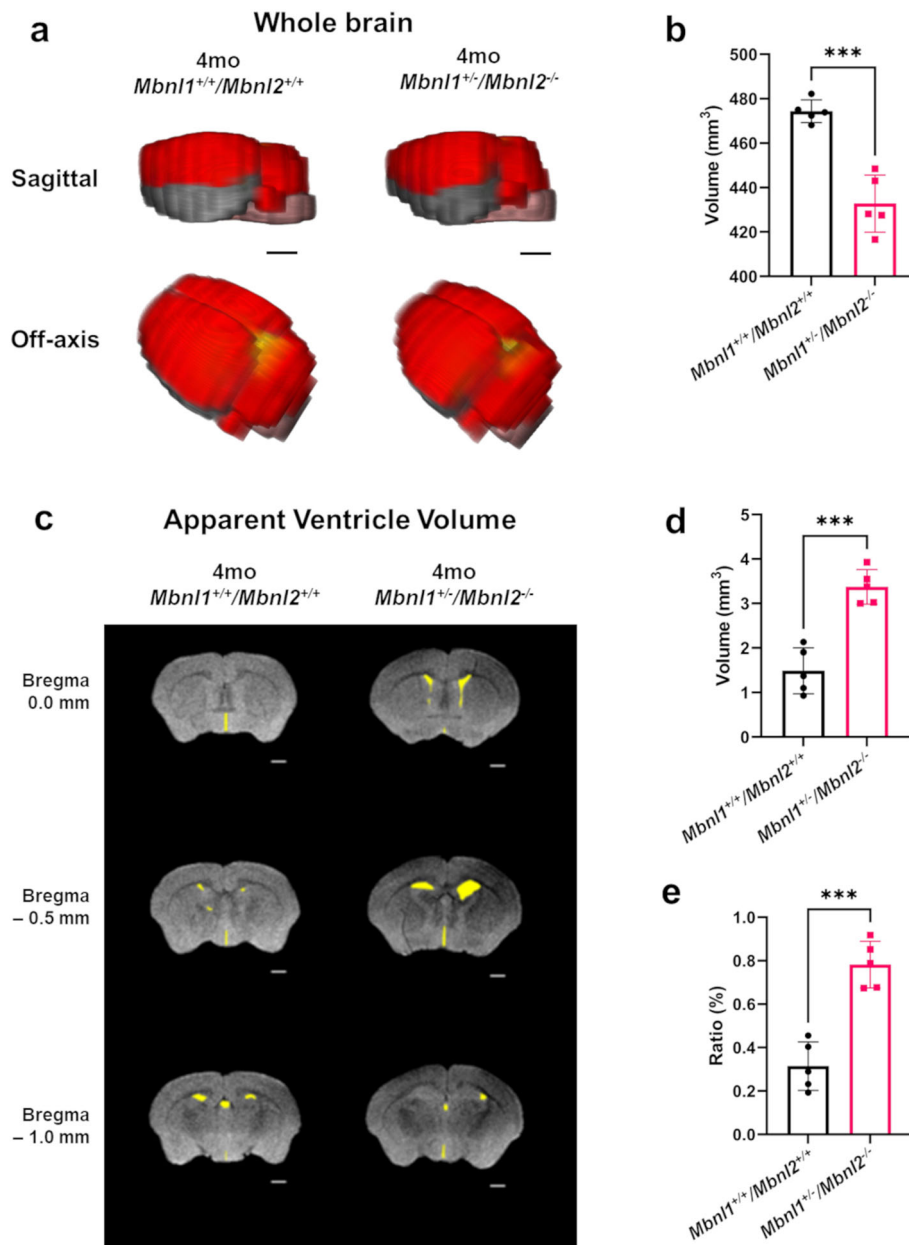 a
Whole brain
4mo
Mbnl1+/+/Mbnl2+/+
4mo
Mbnl1+/-/Mbnl2-/-
Sagittal
Off-axis
b
500
480
460
440
420
400
Volume (mm3)
***
Mbnl1+/+/Mbnl2+/+
Mbnl1+/-/Mbnl2-/-
c
Apparent Ventricle Volume
4mo
Mbnl1+/+/Mbnl2+/+
4mo
Mbnl1+/-/Mbnl2-/-
Bregma
0.0 mm
Bregma
– 0.5 mm
Bregma
– 1.0 mm
d
5
4
3
2
1
0
Volume (mm3)
***
Mbnl1+/+/Mbnl2+/+
Mbnl1+/-/Mbnl2-/-
e
1.0
0.8
0.6
0.4
0.2
0.0
Ratio (%)
***
Mbnl1+/+/Mbnl2+/+
Mbnl1+/-/Mbnl2-/-